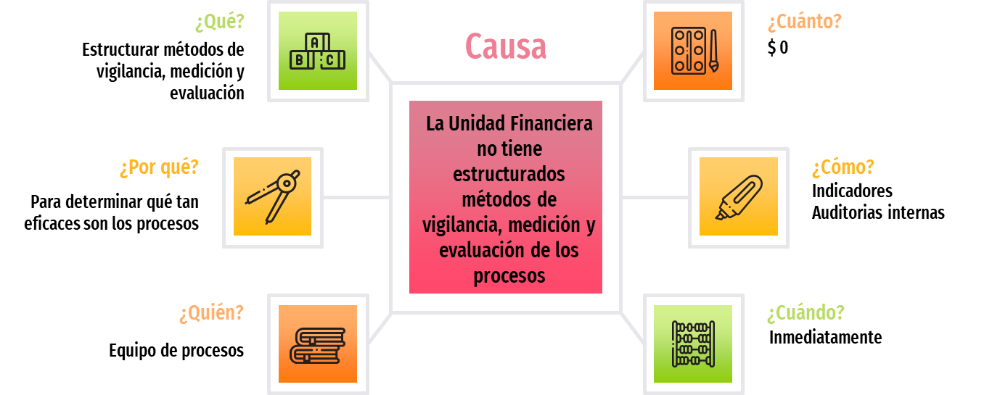 ¿Qué?
Estructurar métodos de
vigilancia, medición y
evaluación
A
B
C
Causa
¿Cuánto?
$ 0
La Unidad Financiera
no tiene
estructurados
métodos de
vigilancia, medición y
evaluación de los
procesos
¿Por qué?
Para determinar qué tan
eficaces son los procesos
¿Cómo?
Indicadores
Auditorias internas
¿Quién?
Equipo de procesos
¿Cuándo?
Inmediatamente